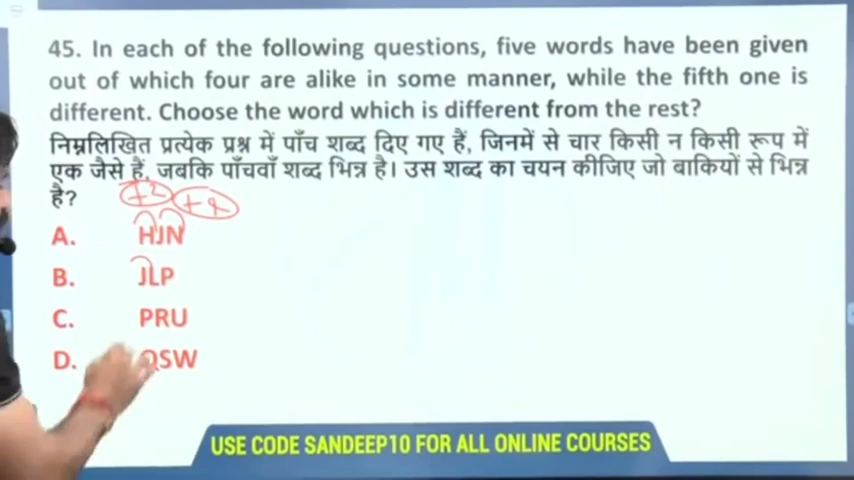 45. In each of the following questions, five words have been given
out of which four are alike in some manner, while the fifth one is
different. Choose the word which is different from the rest?
निम्नलिखित प्रत्येक प्रश्न में पाँच शब्द दिए गए हैं, जिनमें से चार किसी न किसी रूप में
एक जैसे हैं, जबकि पाँचवाँ शब्द भिन्न है। उस शब्द का चयन कीजिए जो बाकियों से भिन्न
है?
+2 +4
A. HJN
B. JLP
C. PRU
D. QSW
USE CODE SANDEEP10 FOR ALL ONLINE COURSES